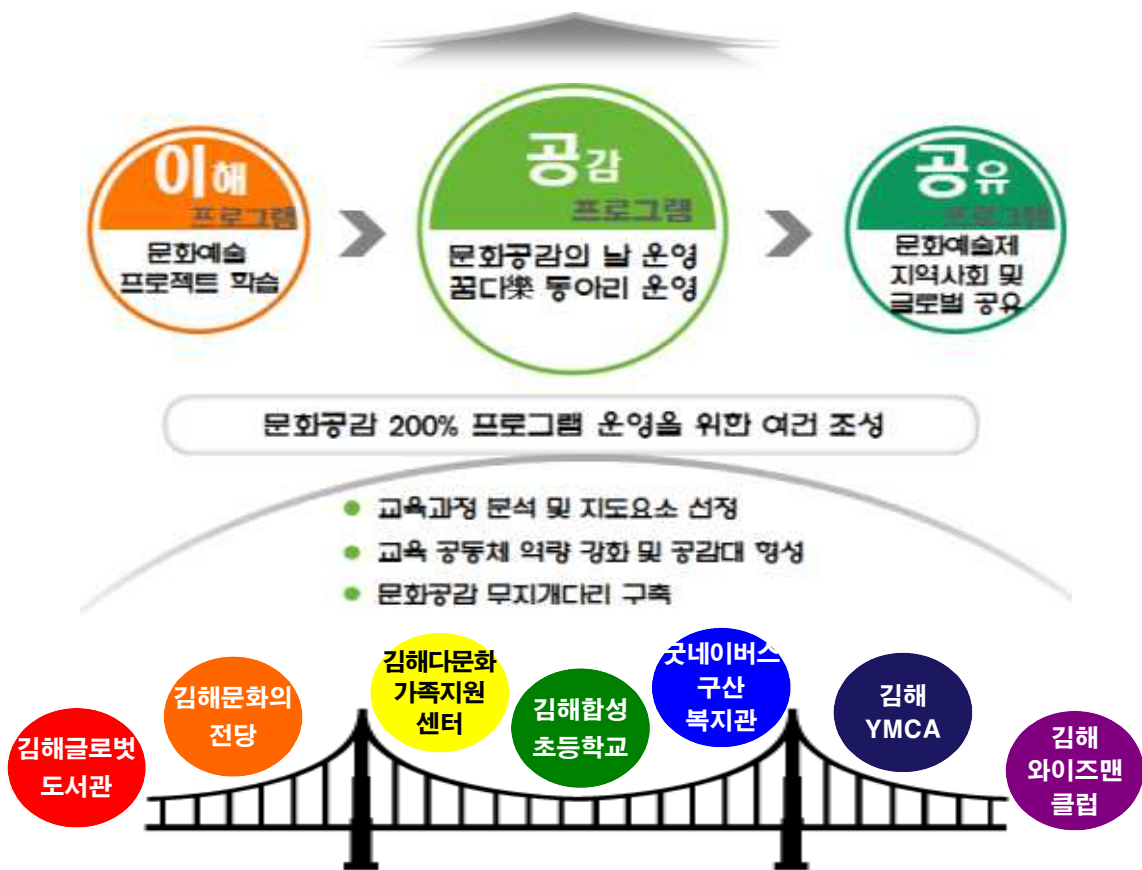 이해
프로그램
문화예술
프로젝트 학습
공감
프로그램
문화공감의 날 운영
꿈다樂 동아리 운영
공유
프로그램
문화예술제
지역사회 및
글로벌 공유
문화공감 200% 프로그램 운영을 위한 여건 조성
교육과정 분석 및 지도요소 선정
교육 공동체 역량 강화 및 공감대 형성
문화공감 무지개다리 구축
김해글로벗
도서관
김해문화의
전당
김해다문화
가족지원
센터
김해합성
초등학교
굿네이버스
구산
복지관
김해
YMCA
김해
와이즈맨
클럽